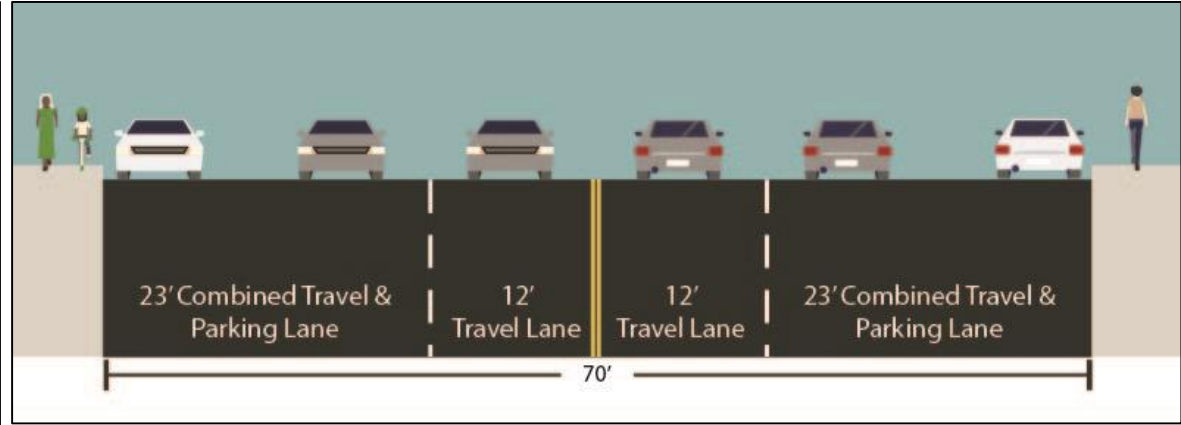 23' Combined Travel &
Parking Lane
12'
Travel Lane
12'
Travel Lane
23' Combined Travel &
Parking Lane
70'